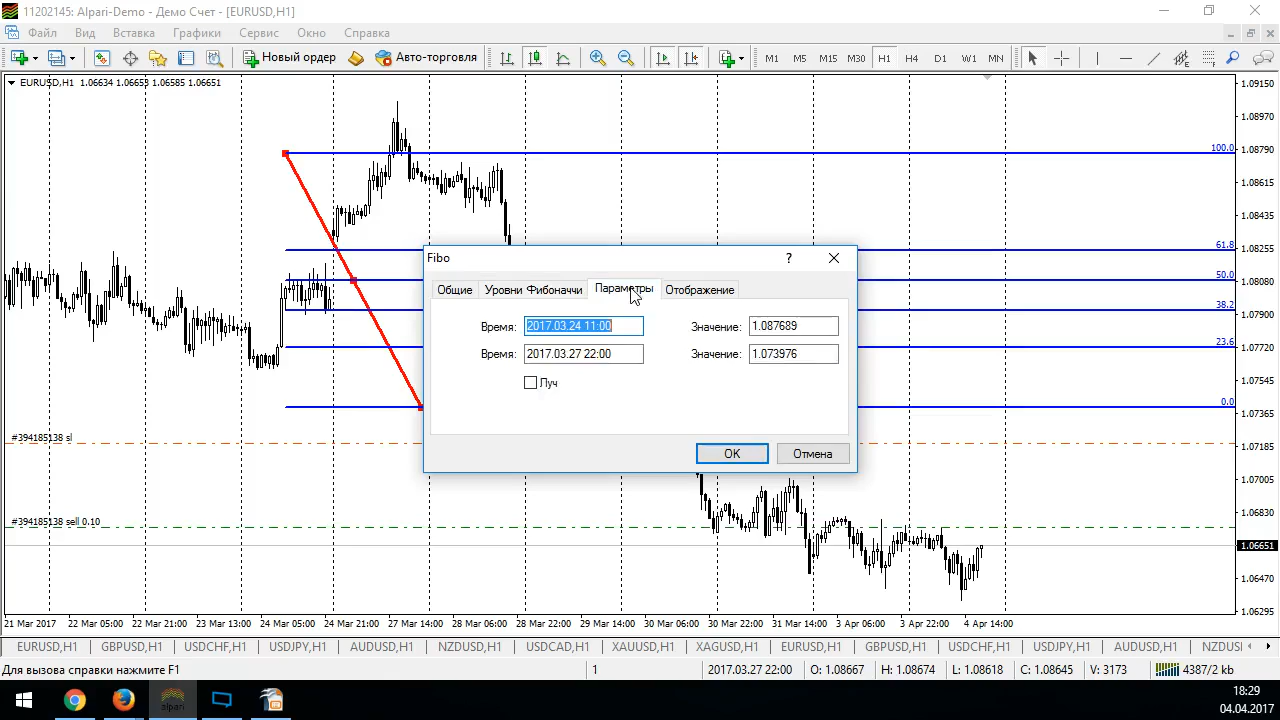 11202145: Alpari-Demo - Демо Счет - [EURUSD,H1]
Файл Вид Вставка Графики Сервис Окно Справка
Новый ордер Авто-торговля M1 M5 M15 M30 H1 H4 D1 W1 MN
EURUSD,H1 1.06634 1.06653 1.06585 1.06651
1.09150
1.08970
100.0
1.08790
1.08615
1.08435
61.8
1.08255
50.0
1.08080
38.2
1.07900
23.6
1.07720
1.07545
0.0
1.07365
1.07185
1.07005
1.06830
1.06651
1.06470
1.06295
Fibo
?
Общие Уровни Фибоначчи Параметры Отображение
Время: 2017.03.24 11:00 Значение: 1.087689
Время: 2017.03.27 22:00 Значение: 1.073976
Луч
OK Отмена
#394185138 sl
#394185138 sell 0.10
21 Mar 2017 22 Mar 05:00 22 Mar 21:00 23 Mar 13:00 24 Mar 05:00 24 Mar 21:00 27 Mar 14:00 28 Mar 06:00 28 Mar 22:00 29 Mar 14:00 30 Mar 06:00 30 Mar 22:00 31 Mar 14:00 3 Apr 06:00 3 Apr 22:00 4 Apr 14:00
EURUSD,H1 GBPUSD,H1 USDCHF,H1 USDJPY,H1 AUDUSD,H1 NZDUSD,H1 USDCAD,H1 XAUUSD,H1 XAGUSD,H1 EURUSD,H1 GBPUSD,H1 USDCHF,H1 USDJPY,H1 AUDUSD,H1 NZDUS
Для вызова справки нажмите F1 1 2017.03.27 22:00 O: 1.08667 H: 1.08674 L: 1.08618 C: 1.08645 V: 3173 4387/2 kb
alpari
18:29
04.04.2017